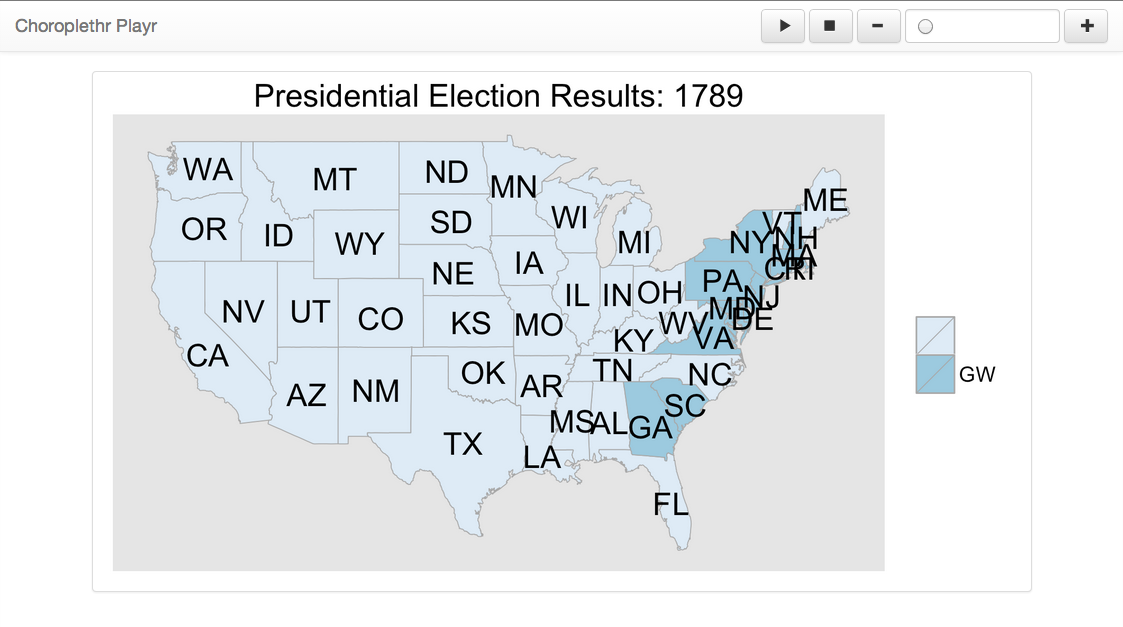 Choroplethr Playr
Presidential Election Results: 1789
WA
MT
ND
MN
ME
OR
ID
WY
SD
WI
MI
VT
NY
NH
MA
CT
RI
NV
UT
CO
NE
IA
IL
IN
OH
PA
NJ
MD
DE
CA
KS
MO
KY
WV
VA
AZ
NM
OK
AR
TN
NC
TX
LA
MS
AL
GA
SC
FL
GW